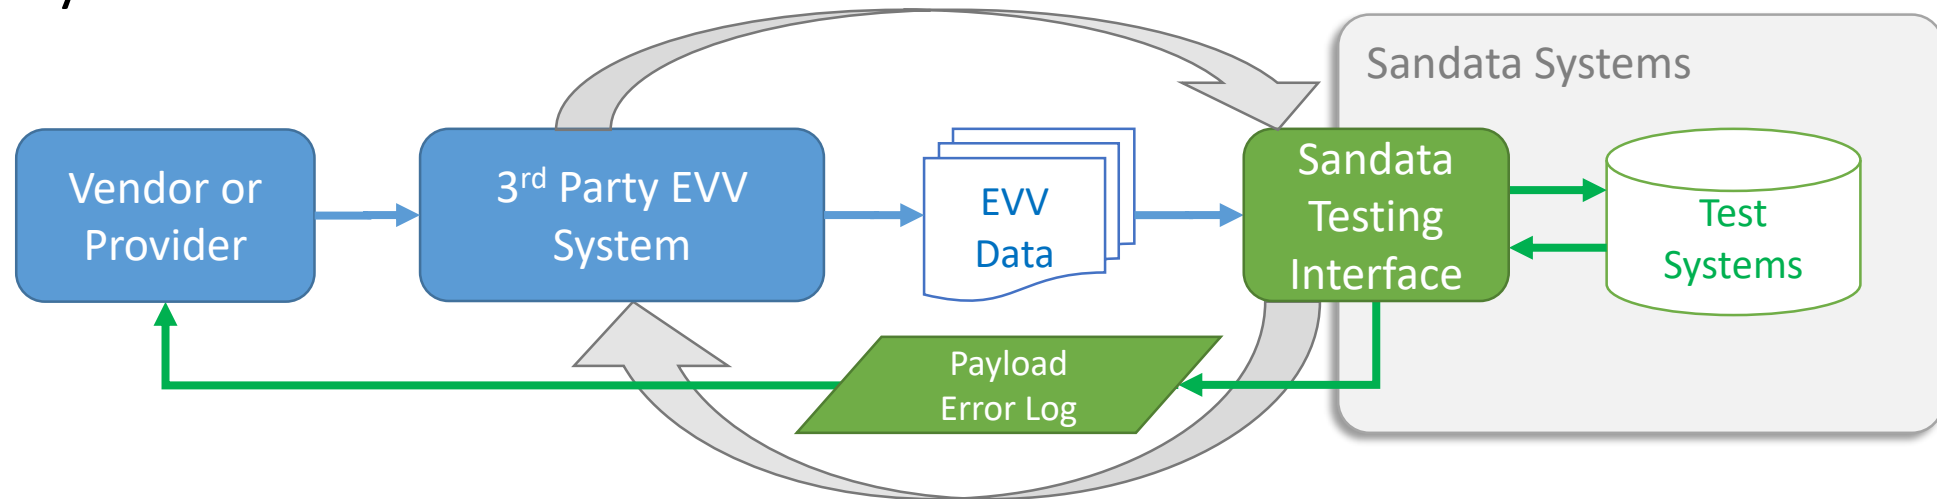 Sandata Systems
Vendor or
Provider
3rd Party EVV
System
EVV
Data
Sandata
Testing
Interface
Test
Systems
Payload
Error Log